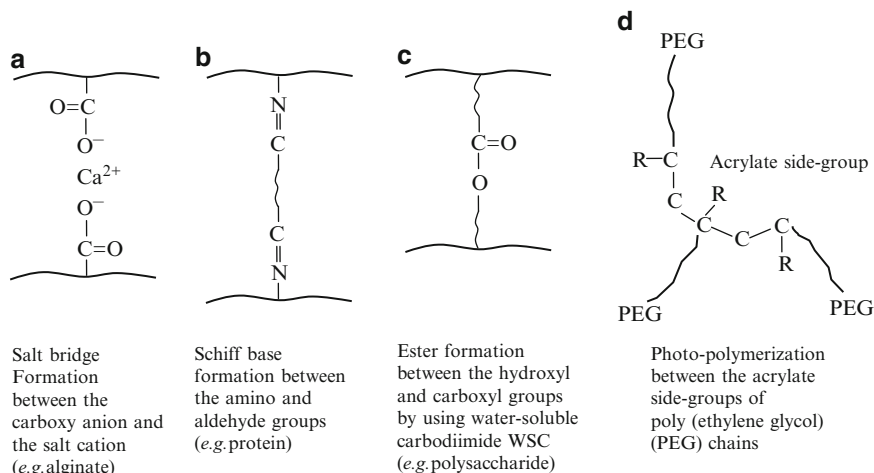 a
O=C
O−
Ca2+
O−
C=O
Salt bridge
Formation
between the
carboxy anion and
the salt cation
(e.g.alginate)
b
N
C
C
N
Schiff base
formation between
the amino and
aldehyde groups
(e.g.protein)
c
C=O
O
Ester formation
between the hydroxyl
and carboxyl groups
by using water-soluble
carbodiimide WSC
(e.g.polysaccharide)
d
PEG
R−C
Acrylate side-group
C
R
C
C
C
R
PEG
PEG
Photo-polymerization
between the acrylate
side-groups of
poly (ethylene glycol)
(PEG) chains